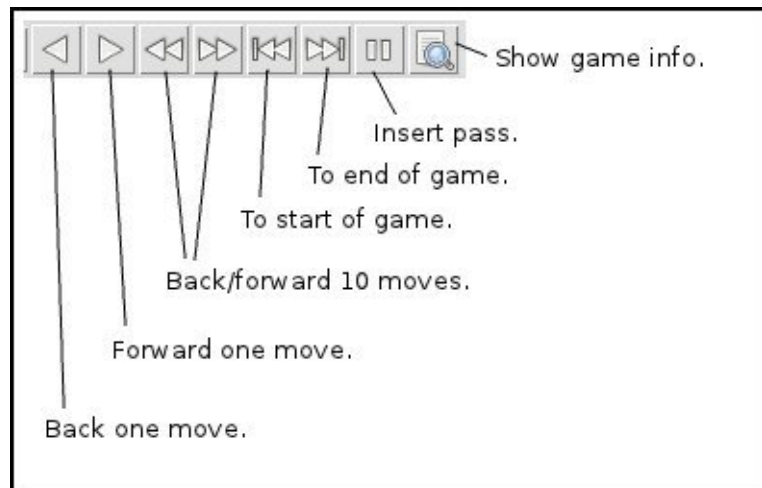 Show game info.
Insert pass.
To end of game.
To start of game.
Back/forward 10 moves.
Forward one move.
Back one move.